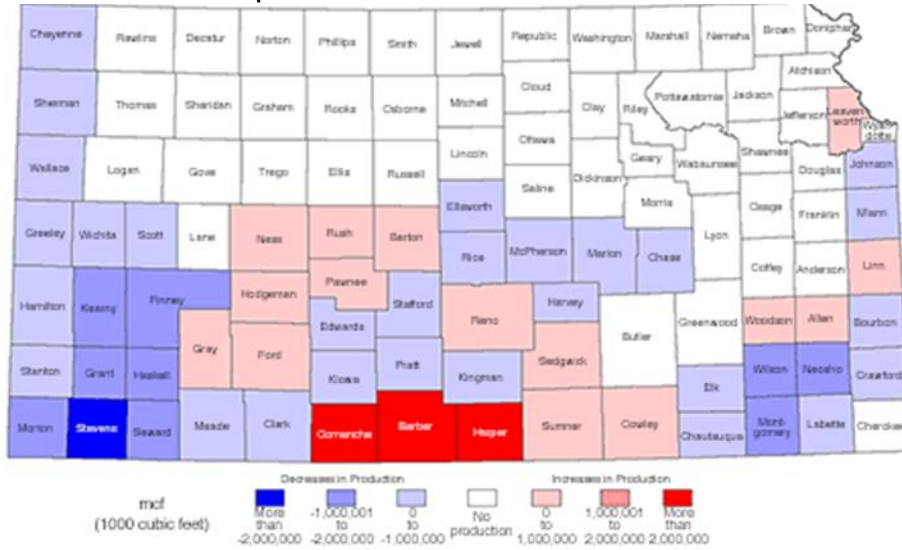 Cheyenne Rawlins Decatur Norton Phillips Smith Jewell Republic Washington Marshall Nemaha Brown Doniphan
Atchison
Sherman Thomas Sheridan Graham Rooks Osborne Mitchell Cloud Clay Riley Pottawatomie Jackson Jefferson Leaven-
worth
Wyan-
dotte
Wallace Logan Gove Trego Ellis Russell Lincoln Ottawa Saline Dickinson Geary Wabaunsee Shawnee Douglas Johnson
Ellsworth Morris Osage Franklin Miami
Greeley Wichita Scott Lane Ness Rush Barton Rice McPherson Marion Chase Lyon Coffey Anderson Linn
Hamilton Kearny Finney Hodgeman Pawnee Stafford Edwards Reno Harvey Butler Greenwood Woodson Allen Bourbon
Stanton Grant Haskell Gray Ford Kiowa Pratt Kingman Sedgwick Elk Wilson Neosho Crawford
Morton Stevens Seward Meade Clark Comanche Barber Harper Sumner Cowley Chautauqua Mont-
gomery
Labette Cherokee
Decreases in Production Increases in Production
mcf
(1000 cubic feet)
More
than
-2,000,000
-1,000,001
to
-2,000,000
0
to
-1,000,000
No
production
0
to
1,000,000
1,000,001
to
2,000,000
More
than
2,000,000